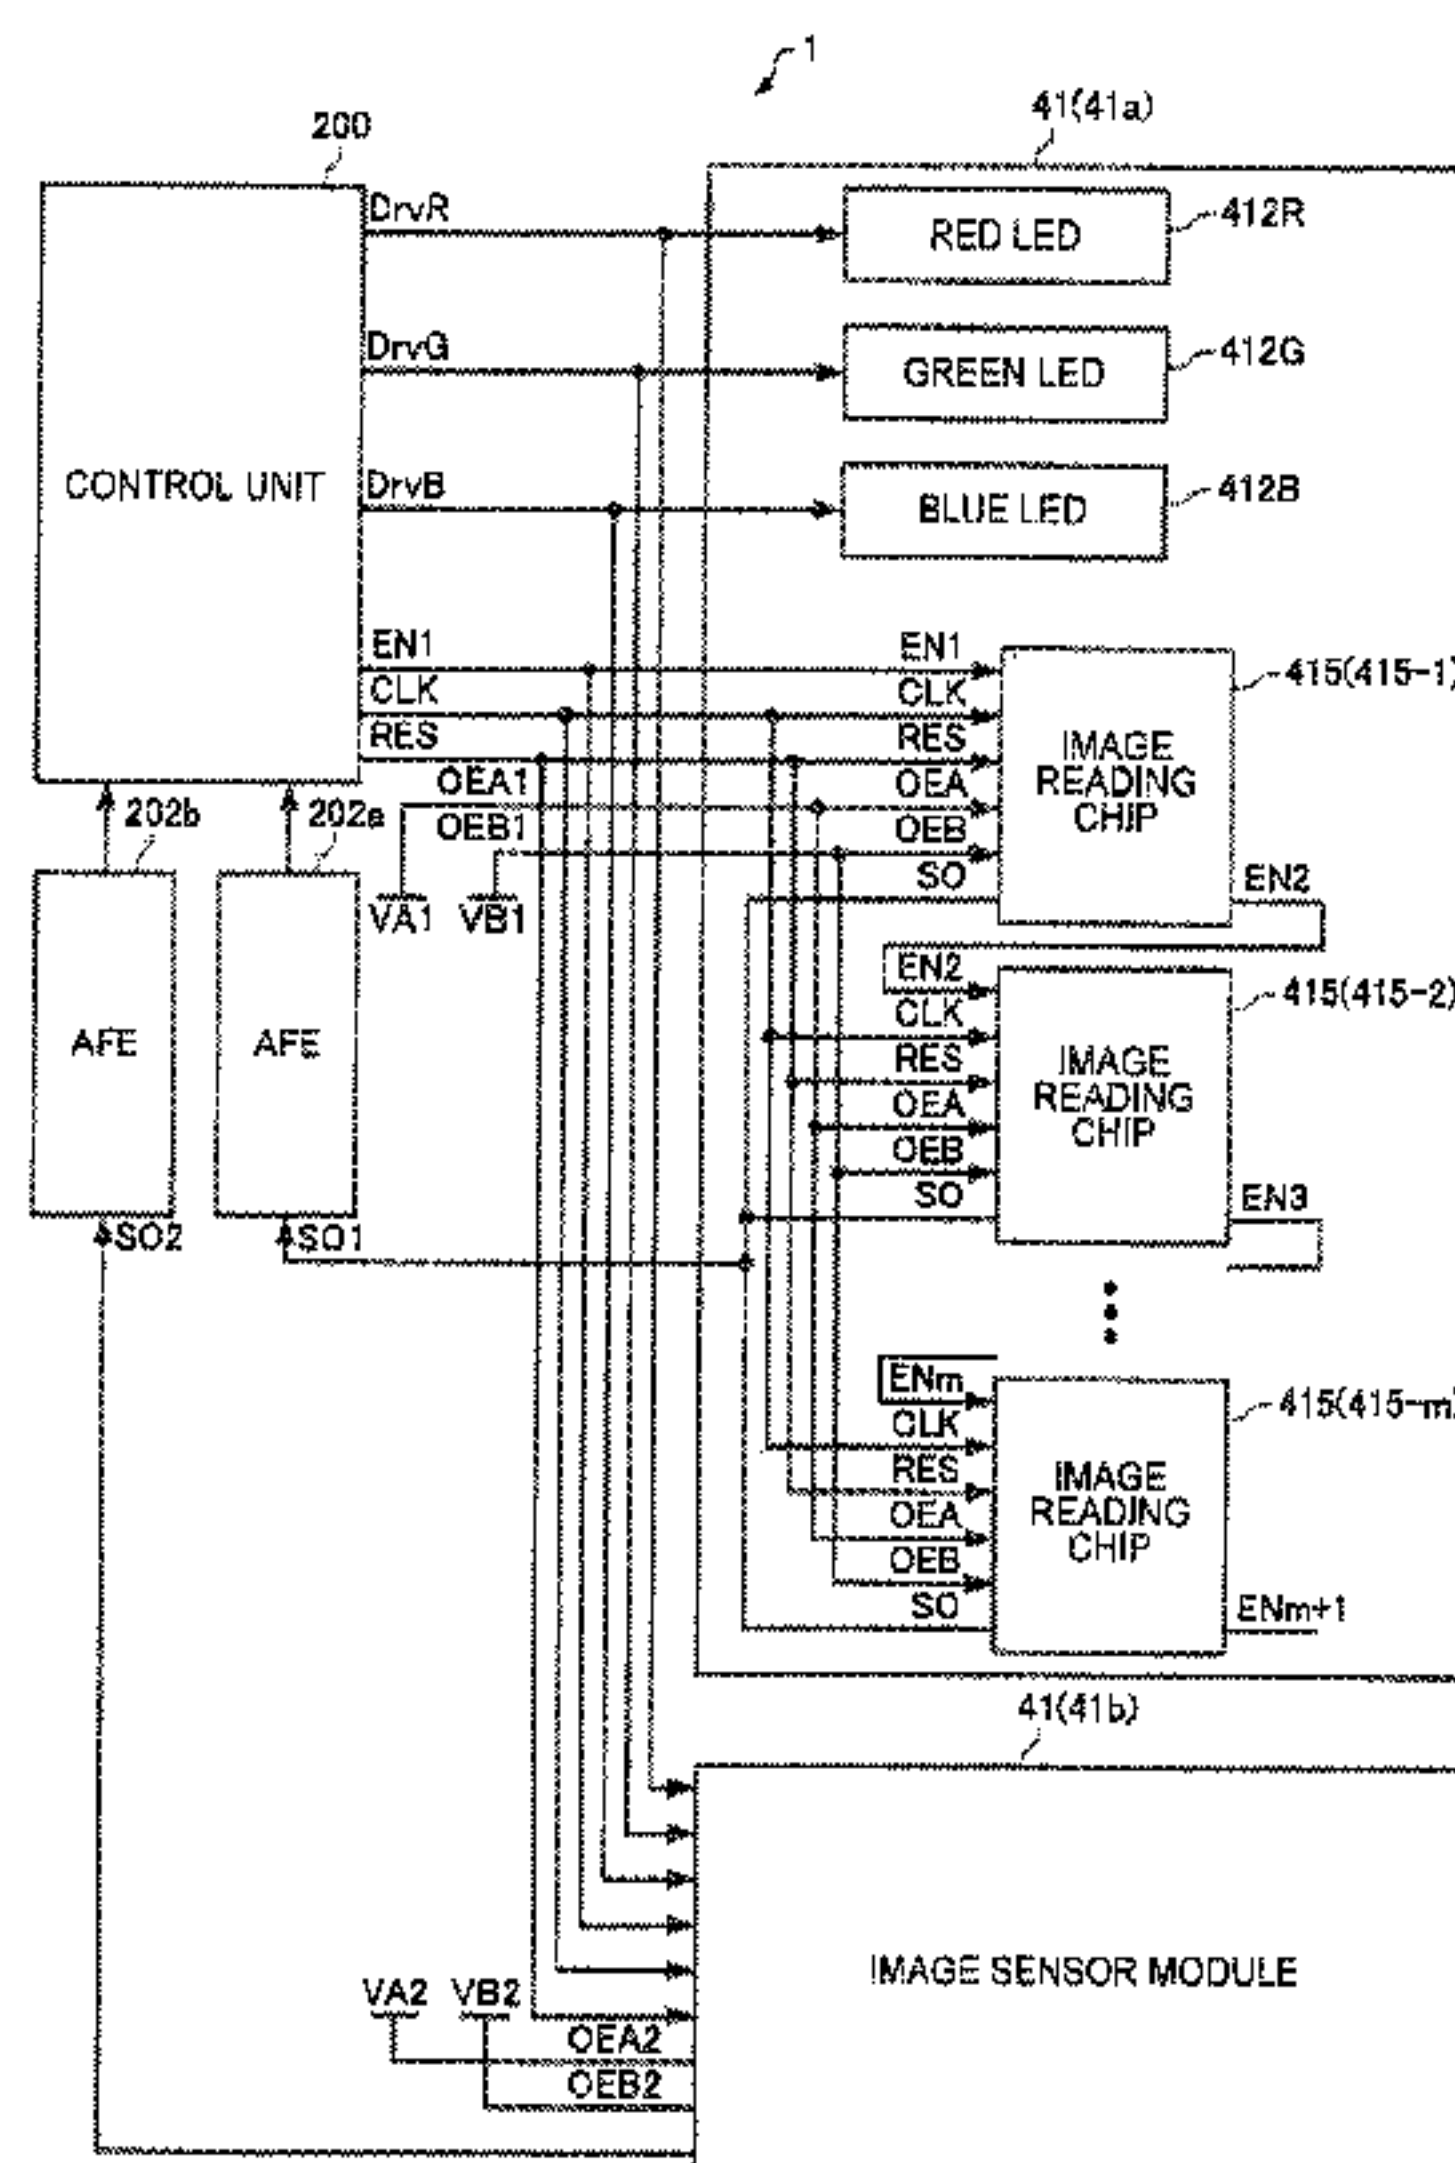 1
41(41a)
200
DrvR
RED LED
412R
DrvG
GREEN LED
412G
CONTROL UNIT
DrvB
BLUE LED
412B
EN1
EN1
CLK
CLK
415(415-1)
RES
RES
IMAGE
READING
CHIP
OEA1
OEA
202b
202a
OEB1
OEB
SO
EN2
VA1
VB1
EN2
415(415-2)
CLK
AFE
AFE
RES
IMAGE
READING
CHIP
OEA
OEB
SO
EN3
SO2
SO1
ENm
415(415-m)
CLK
RES
IMAGE
READING
CHIP
OEA
OEB
SO
ENm+1
41(41b)
IMAGE SENSOR MODULE
VA2
VB2
OEA2
OEB2